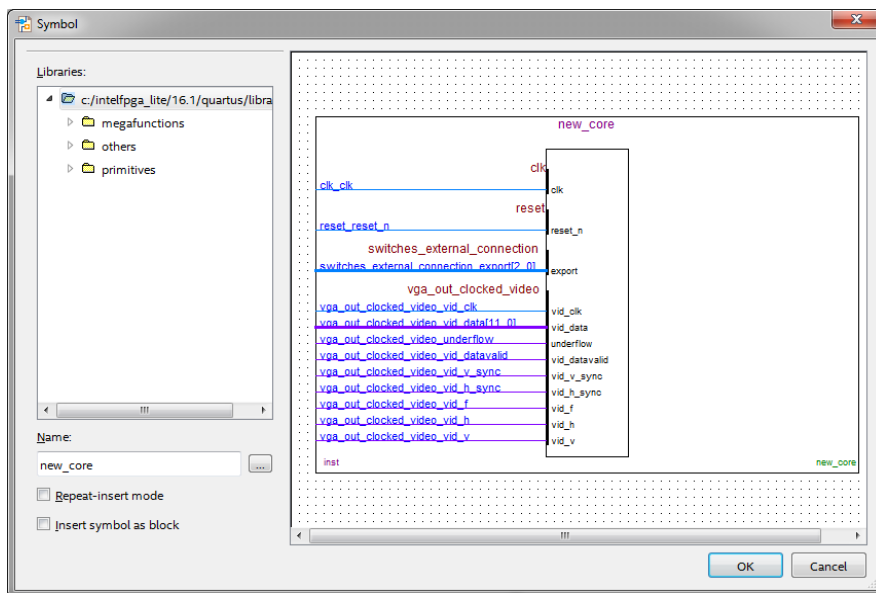 Symbol
Libraries:
c:/intelfpga_lite/16.1/quartus/libra
megafunctions
others
primitives
Name:
new_core
...
Repeat-insert mode
Insert symbol as block
new_core
clk
clk_clk
clk
reset
reset_reset_n
reset_n
switches_external_connection
switches_external_connection_export[2..0]
export
vga_out_clocked_video
vga_out_clocked_video_vid_clk
vid_clk
vga_out_clocked_video_vid_data[11..0]
vid_data
vga_out_clocked_video_underflow
underflow
vga_out_clocked_video_vid_datavalid
vid_datavalid
vga_out_clocked_video_vid_v_sync
vid_v_sync
vga_out_clocked_video_vid_h_sync
vid_h_sync
vga_out_clocked_video_vid_f
vid_f
vga_out_clocked_video_vid_h
vid_h
vga_out_clocked_video_vid_v
vid_v
inst
new_core
OK
Cancel